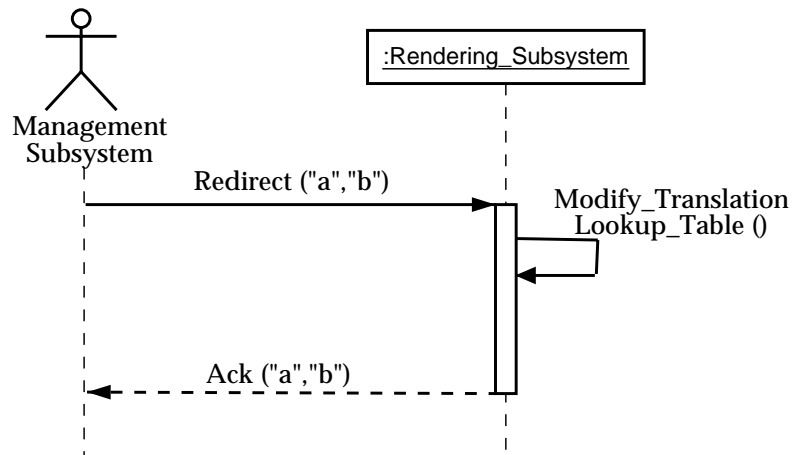 :Rendering_Subsystem
Management
Subsystem
Redirect ("a","b")
Modify_Translation
Lookup_Table ()
Ack ("a","b")